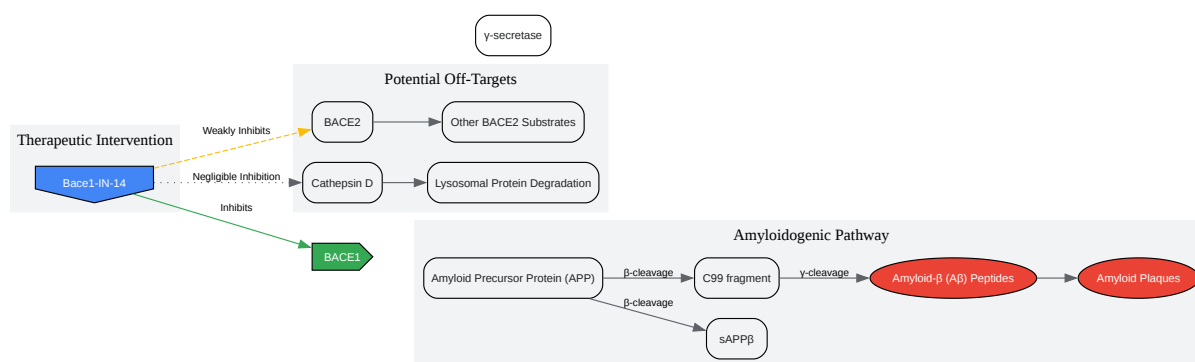 γ-secretase
Potential Off-Targets
BACE2
Other BACE2 Substrates
Weakly Inhibits
Therapeutic Intervention
Bace1-IN-14
Negligible Inhibition
Cathepsin D
Lysosomal Protein Degradation
Inhibits
BACE1
Amyloidogenic Pathway
Amyloid Precursor Protein (APP)
β-cleavage
C99 fragment
γ-cleavage
Amyloid-β (Aβ) Peptides
Amyloid Plaques
β-cleavage
sAPPβ